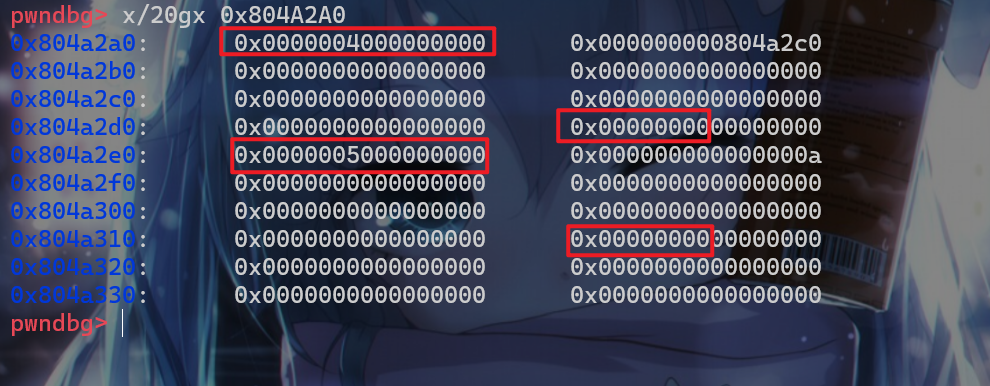 pwndbg> x/20gx 0x804A2A0
0x804a2a0: 0x0000004000000000 0x000000000804a2c0
0x804a2b0: 0x0000000000000000 0x0000000000000000
0x804a2c0: 0x0000000000000000 0x0000000000000000
0x804a2d0: 0x0000000000000000 0x0000000000000000
0x804a2e0: 0x0000005000000000 0x000000000000000a
0x804a2f0: 0x0000000000000000 0x0000000000000000
0x804a300: 0x0000000000000000 0x0000000000000000
0x804a310: 0x0000000000000000 0x0000000000000000
0x804a320: 0x0000000000000000 0x0000000000000000
0x804a330: 0x0000000000000000 0x0000000000000000
pwndbg>